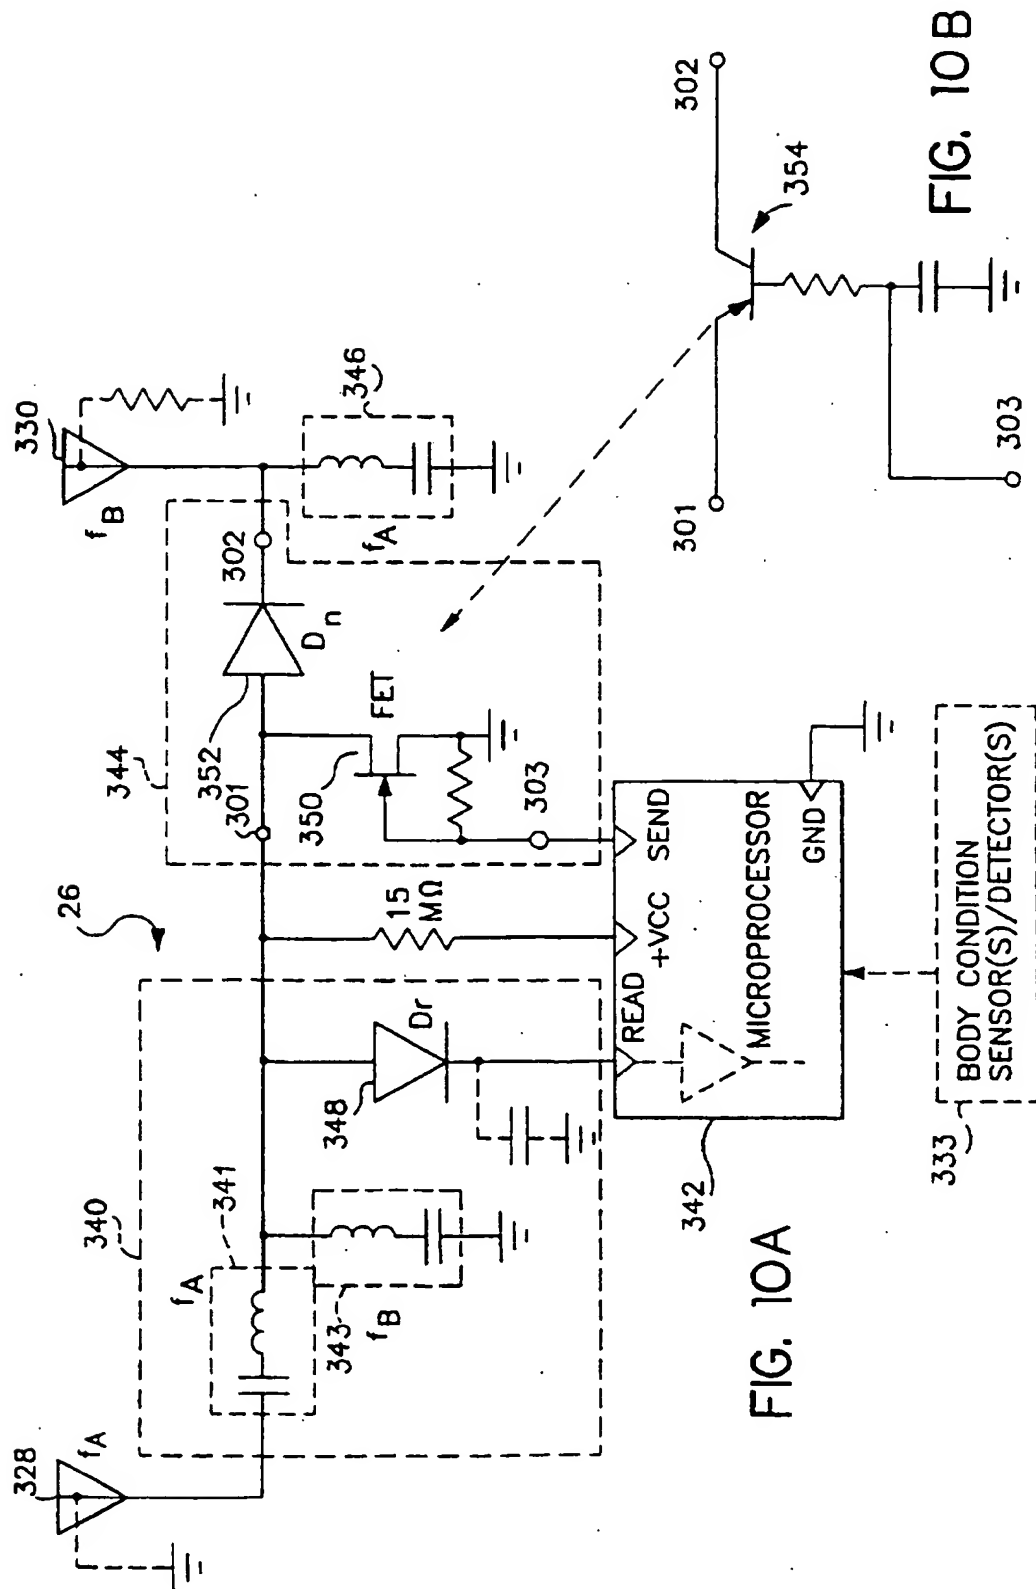 328
f_A
340
f_A
341
343
f_B
348
Dr
26
15
MΩ
344
352
301
350
FET
303
D_n
302
330
f_B
346
f_A
READ
+VCC
SEND
MICROPROCESSOR
GND
342
333
BODY CONDITION
SENSOR(S)/DETECTOR(S)
FIG. 10A
301
302
354
303
FIG. 10B